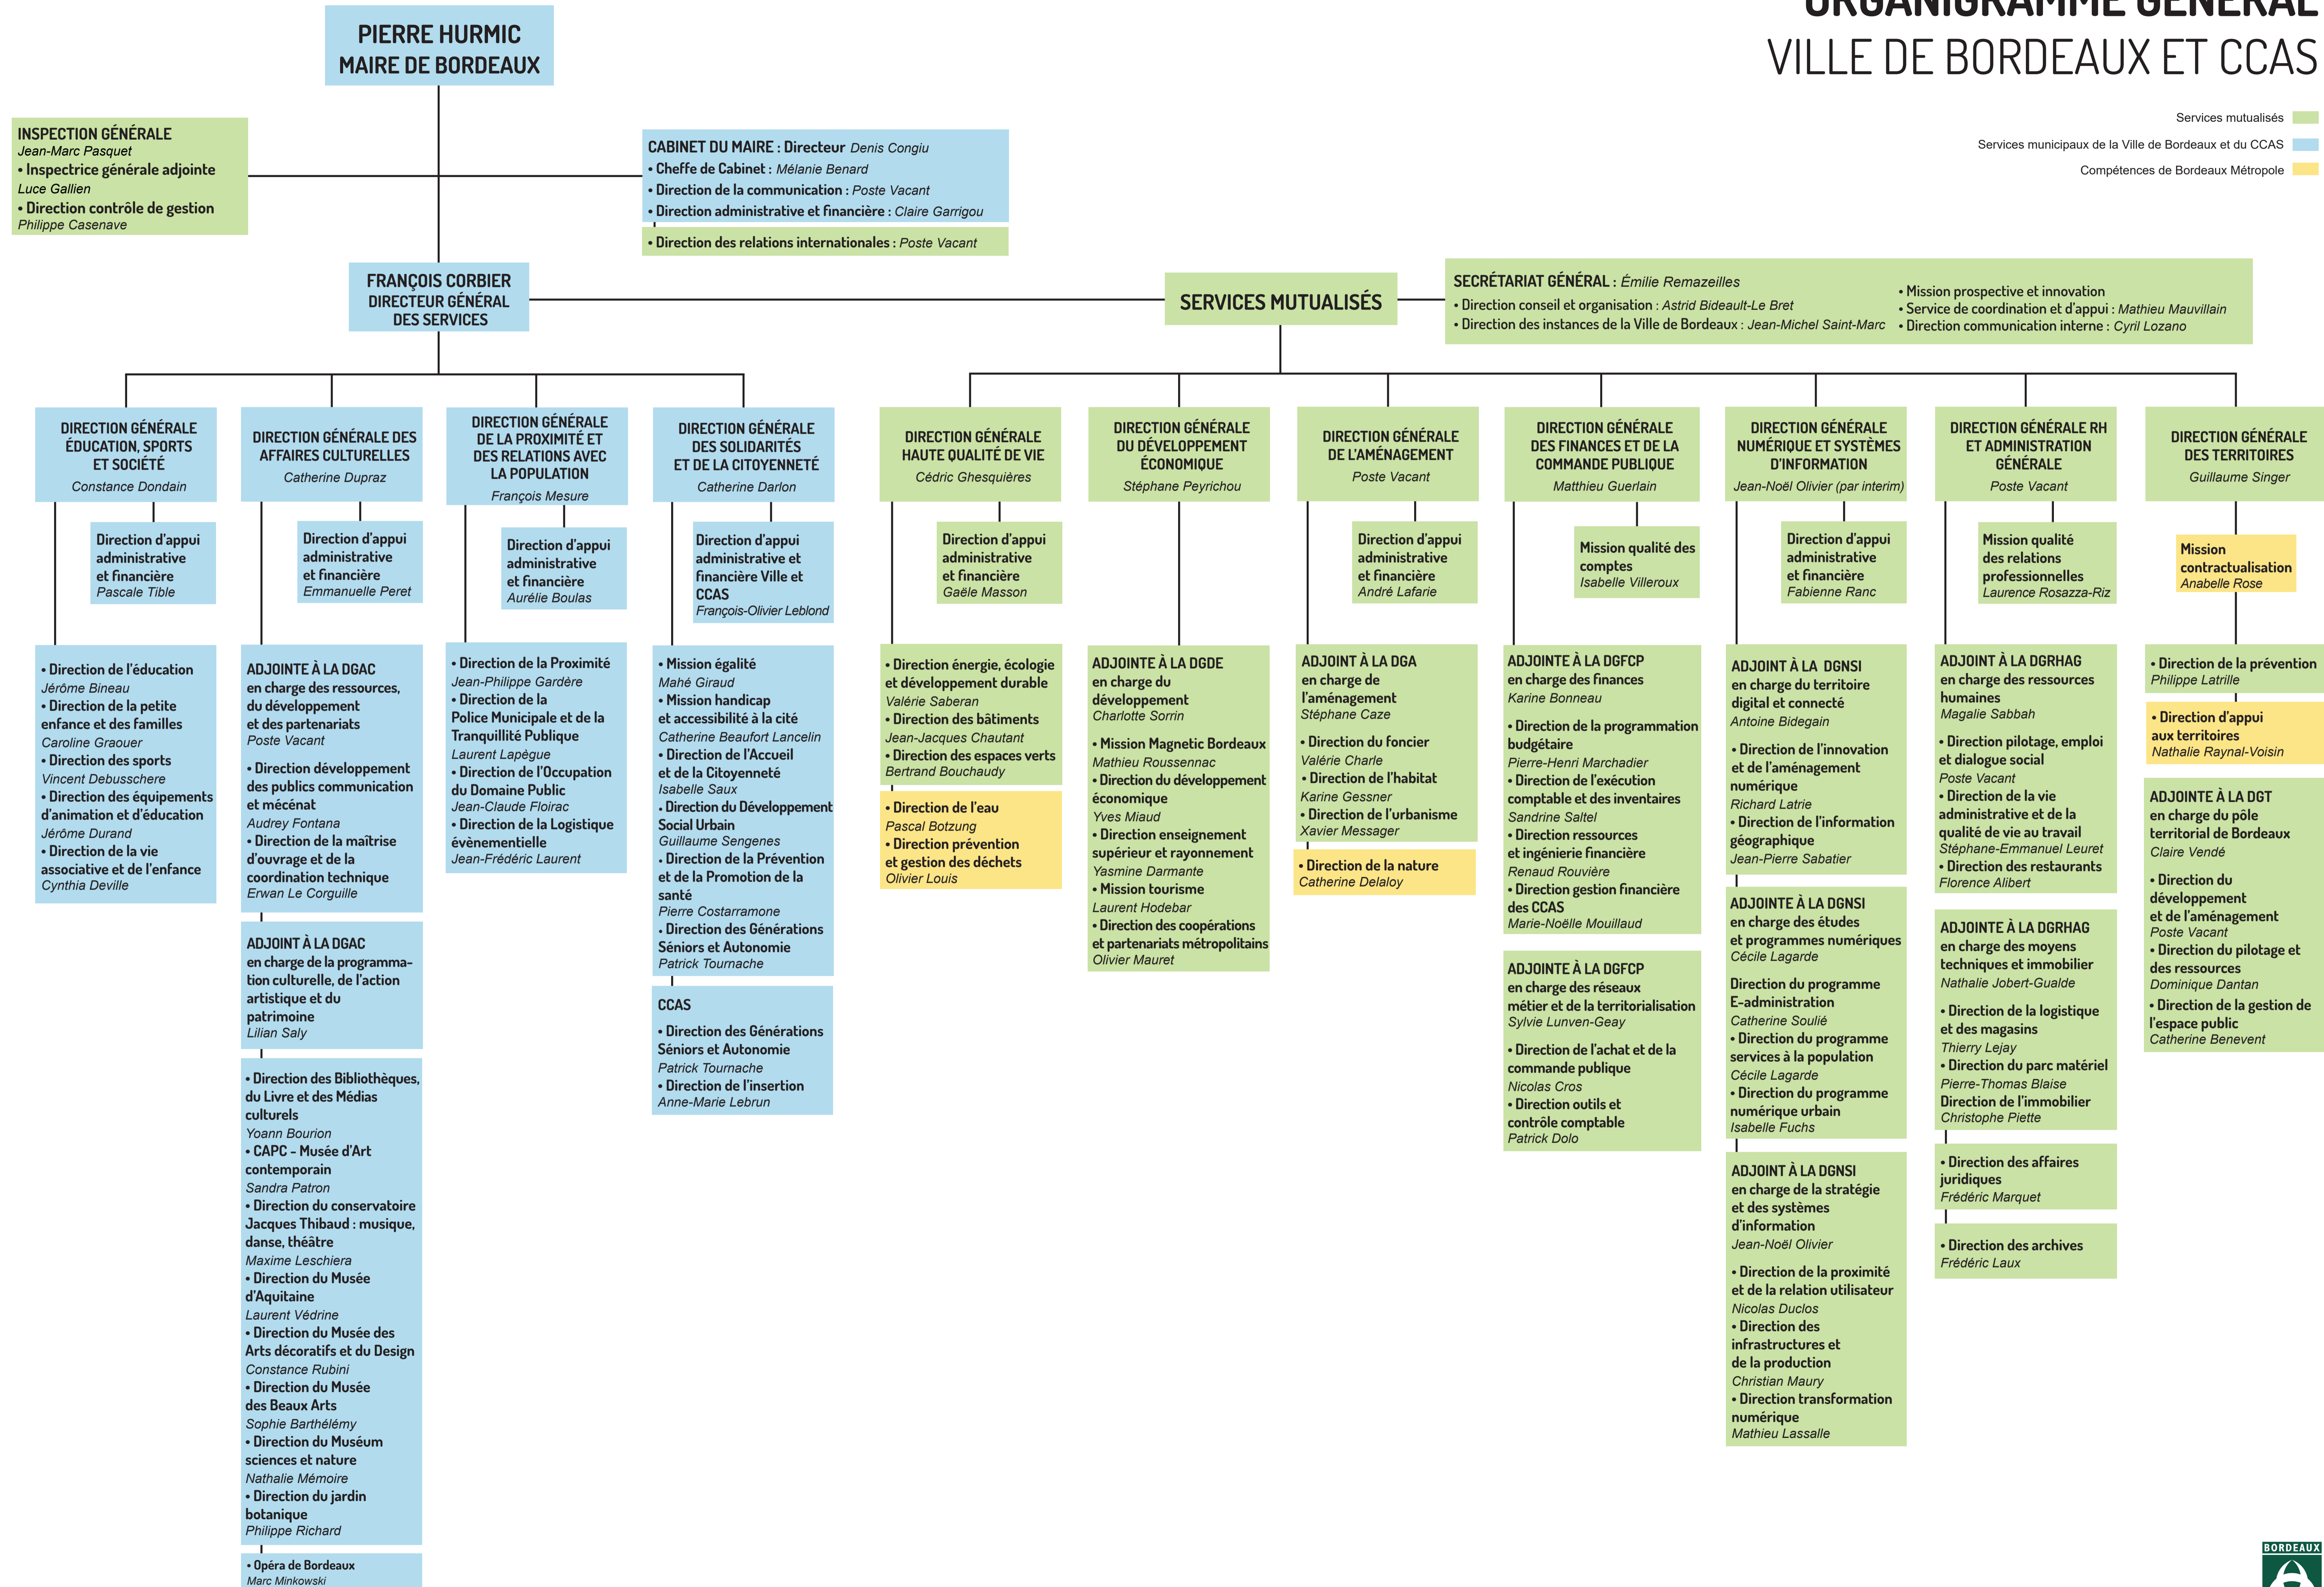 ORGANIGRAMME GÉNÉRAL
VILLE DE BORDEAUX ET CCAS
Services mutualisés
Services municipaux de la Ville de Bordeaux et du CCAS
Compétences de Bordeaux Métropole
PIERRE HURMIC
MAIRE DE BORDEAUX
INSPECTION GÉNÉRALE
Jean-Marc Pasquet
• Inspectrice générale adjointe
Luce Gallien
• Direction contrôle de gestion
Philippe Casenave
CABINET DU MAIRE : Directeur Denis Congiu
• Cheffe de Cabinet : Mélanie Benard
• Direction de la communication : Poste Vacant
• Direction administrative et financière : Claire Garrigou
• Direction des relations internationales : Poste Vacant
FRANÇOIS CORBIER
DIRECTEUR GÉNÉRAL
DES SERVICES
SERVICES MUTUALISÉS
SECRÉTARIAT GÉNÉRAL : Émilie Remazeilles
• Direction conseil et organisation : Astrid Bideault-Le Bret
• Direction des instances de la Ville de Bordeaux : Jean-Michel Saint-Marc
• Mission prospective et innovation
• Service de coordination et d'appui : Mathieu Mauvillain
• Direction communication interne : Cyril Lozano
DIRECTION GÉNÉRALE
ÉDUCATION, SPORTS
ET SOCIÉTÉ
Constance Dondain
Direction d'appui
administrative
et financière
Pascale Tible
• Direction de l'éducation
Jérôme Bineau
• Direction de la petite
enfance et des familles
Caroline Graouer
• Direction des sports
Vincent Debusschere
• Direction des équipements
d'animation et d'éducation
Jérôme Durand
• Direction de la vie
associative et de l'enfance
Cynthia Deville
DIRECTION GÉNÉRALE DES
AFFAIRES CULTURELLES
Catherine Dupraz
Direction d'appui
administrative
et financière
Emmanuelle Peret
ADJOINTE À LA DGAC
en charge des ressources,
du développement
et des partenariats
Poste Vacant
• Direction développement
des publics communication
et mécénat
Audrey Fontana
• Direction de la maîtrise
d'ouvrage et de la
coordination technique
Erwan Le Corguille
ADJOINT À LA DGAC
en charge de la programma-
tion culturelle, de l'action
artistique et du
patrimoine
Lilian Saly
• Direction des Bibliothèques,
du Livre et des Médias
culturels
Yoann Bourion
• CAPC - Musée d'Art
contemporain
Sandra Patron
• Direction du conservatoire
Jacques Thibaud : musique,
danse, théâtre
Maxime Leschiera
• Direction du Musée
d'Aquitaine
Laurent Védrine
• Direction du Musée des
Arts décoratifs et du Design
Constance Rubini
• Direction du Musée
des Beaux Arts
Sophie Barthélémy
• Direction du Muséum
sciences et nature
Nathalie Mémoire
• Direction du jardin
botanique
Philippe Richard
• Opéra de Bordeaux
Marc Minkowski
DIRECTION GÉNÉRALE
DE LA PROXIMITÉ ET
DES RELATIONS AVEC
LA POPULATION
François Mesure
Direction d'appui
administrative
et financière
Aurélie Boulas
• Direction de la Proximité
Jean-Philippe Gardère
• Direction de la
Police Municipale et de la
Tranquillité Publique
Laurent Lapègue
• Direction de l'Occupation
du Domaine Public
Jean-Claude Floirac
• Direction de la Logistique
évènementielle
Jean-Frédéric Laurent
DIRECTION GÉNÉRALE
DES SOLIDARITÉS
ET DE LA CITOYENNETÉ
Catherine Darlon
Direction d'appui
administrative et
financière Ville et
CCAS
François-Olivier Leblond
• Mission égalité
Mahé Giraud
• Mission handicap
et accessibilité à la cité
Catherine Beaufort Lancelin
• Direction de l'Accueil
et de la Citoyenneté
Isabelle Saux
• Direction du Développement
Social Urbain
Guillaume Sengenes
• Direction de la Prévention
et de la Promotion de la
santé
Pierre Costarramone
• Direction des Générations
Séniors et Autonomie
Patrick Tournache
CCAS
• Direction des Générations
Séniors et Autonomie
Patrick Tournache
• Direction de l'insertion
Anne-Marie Lebrun
DIRECTION GÉNÉRALE
HAUTE QUALITÉ DE VIE
Cédric Ghesquières
Direction d'appui
administrative
et financière
Gaële Masson
• Direction énergie, écologie
et développement durable
Valérie Saberan
• Direction des bâtiments
Jean-Jacques Chautant
• Direction des espaces verts
Bertrand Bouchaudy
• Direction de l'eau
Pascal Botzung
• Direction prévention
et gestion des déchets
Olivier Louis
DIRECTION GÉNÉRALE
DU DÉVELOPPEMENT
ÉCONOMIQUE
Stéphane Peyrichou
ADJOINTE À LA DGDE
en charge du
développement
Charlotte Sorrin
• Mission Magnetic Bordeaux
Mathieu Roussennac
• Direction du développement
économique
Yves Miaud
• Direction enseignement
supérieur et rayonnement
Yasmine Darmante
• Mission tourisme
Laurent Hodebar
• Direction des coopérations
et partenariats métropolitains
Olivier Mauret
DIRECTION GÉNÉRALE
DE L'AMÉNAGEMENT
Poste Vacant
Direction d'appui
administrative
et financière
André Lafarie
ADJOINT À LA DGA
en charge de
l'aménagement
Stéphane Caze
• Direction du foncier
Valérie Charle
• Direction de l'habitat
Karine Gessner
• Direction de l'urbanisme
Xavier Messager
• Direction de la nature
Catherine Delaloy
DIRECTION GÉNÉRALE
DES FINANCES ET DE LA
COMMANDE PUBLIQUE
Matthieu Guerlain
Mission qualité des
comptes
Isabelle Villeroux
ADJOINTE À LA DGFCP
en charge des finances
Karine Bonneau
• Direction de la programmation
budgétaire
Pierre-Henri Marchadier
• Direction de l'exécution
comptable et des inventaires
Sandrine Saltel
• Direction ressources
et ingénierie financière
Renaud Rouvière
• Direction gestion financière
des CCAS
Marie-Noëlle Mouillaud
ADJOINTE À LA DGFCP
en charge des réseaux
métier et de la territorialisation
Sylvie Lunven-Geay
• Direction de l'achat et de la
commande publique
Nicolas Cros
• Direction outils et
contrôle comptable
Patrick Dolo
DIRECTION GÉNÉRALE
NUMÉRIQUE ET SYSTÈMES
D'INFORMATION
Jean-Noël Olivier (par interim)
Direction d'appui
administrative
et financière
Fabienne Ranc
ADJOINT À LA DGNSI
en charge du territoire
digital et connecté
Antoine Bidegain
• Direction de l'innovation
et de l'aménagement
numérique
Richard Latrie
• Direction de l'information
géographique
Jean-Pierre Sabatier
ADJOINTE À LA DGNSI
en charge des études
et programmes numériques
Cécile Lagarde
Direction du programme
E-administration
Catherine Soulié
• Direction du programme
services à la population
Cécile Lagarde
• Direction du programme
numérique urbain
Isabelle Fuchs
ADJOINT À LA DGNSI
en charge de la stratégie
et des systèmes
d'information
Jean-Noël Olivier
• Direction de la proximité
et de la relation utilisateur
Nicolas Duclos
• Direction des
infrastructures et
de la production
Christian Maury
• Direction transformation
numérique
Mathieu Lassalle
DIRECTION GÉNÉRALE RH
ET ADMINISTRATION
GÉNÉRALE
Poste Vacant
Mission qualité
des relations
professionnelles
Laurence Rosazza-Riz
ADJOINTE À LA DGRHAG
en charge des ressources
humaines
Magalie Sabbah
• Direction pilotage, emploi
et dialogue social
Poste Vacant
• Direction de la vie
administrative et de la
qualité de vie au travail
Stéphane-Emmanuel Leuret
• Direction des restaurants
Florence Alibert
ADJOINTE À LA DGRHAG
en charge des moyens
techniques et immobilier
Nathalie Jobert-Gualde
• Direction de la logistique
et des magasins
Thierry Lejay
• Direction du parc matériel
Pierre-Thomas Blaise
Direction de l'immobilier
Christophe Piette
• Direction des affaires
juridiques
Frédéric Marquet
• Direction des archives
Frédéric Laux
DIRECTION GÉNÉRALE
DES TERRITOIRES
Guillaume Singer
Mission
contractualisation
Anabelle Rose
• Direction de la prévention
Philippe Latrille
• Direction d'appui
aux territoires
Nathalie Raynal-Voisin
ADJOINTE À LA DGT
en charge du pôle
territorial de Bordeaux
Claire Vendé
• Direction du
développement
et de l'aménagement
Poste Vacant
• Direction du pilotage et
des ressources
Dominique Dantan
• Direction de la gestion de
l'espace public
Catherine Benevent
BORDEAUX